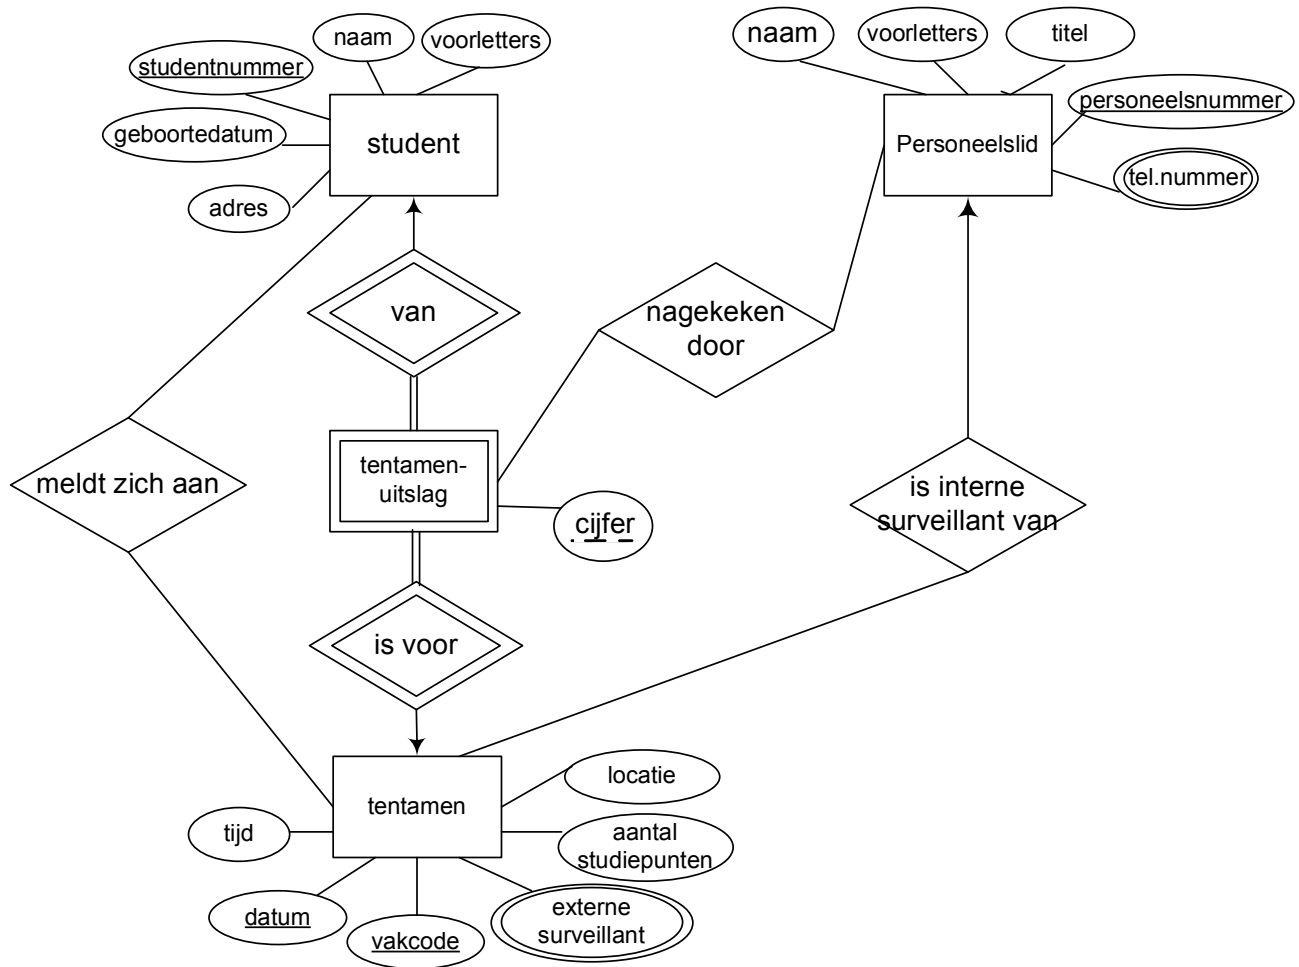 naam
voorletters
studentnummer
geboortedatum
adres
student
naam
voorletters
titel
personeelsnummer
tel.nummer
Personeelslid
van
nagekeken
door
meldt zich aan
tentamen-
uitslag
cijfer
is interne
surveillant van
is voor
tentamen
locatie
tijd
aantal
studiepunten
datum
vakcode
externe
surveillant